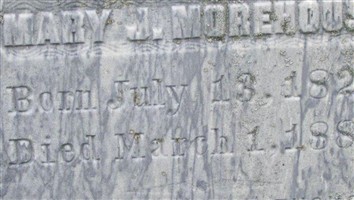 MARY J. MOREHOUS
Born July 13, 182
Died March 1, 188